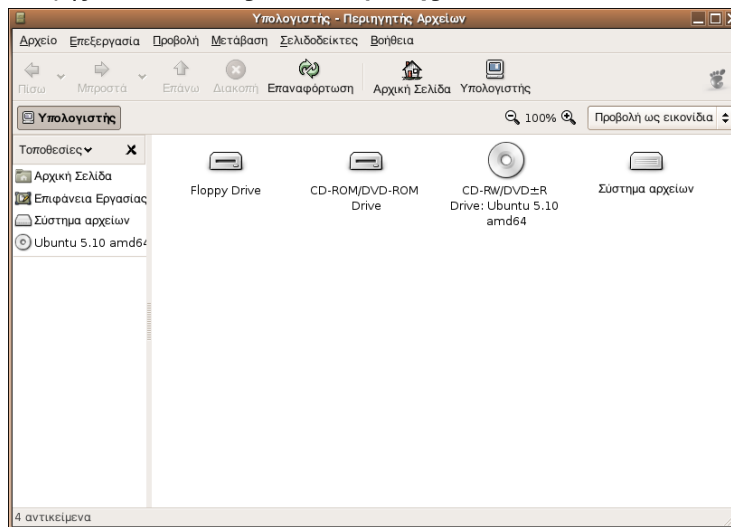 Υπολογιστής - Περιηγητής Αρχείων
Αρχείο Επεξεργασία Προβολή Μετάβαση Σελιδοδείκτες Βοήθεια
Πίσω Μπροστά Επάνω Διακοπή Επαναφόρτωση Αρχική Σελίδα Υπολογιστής
Υπολογιστής 100% Προβολή ως εικονίδια
Τοποθεσίες
Αρχική Σελίδα
Επιφάνεια Εργασίας
Σύστημα αρχείων
Ubuntu 5.10 amd64
Floppy Drive
CD-ROM/DVD-ROM
Drive
CD-RW/DVD±R
Drive: Ubuntu 5.10
amd64
Σύστημα αρχείων
4 αντικείμενα